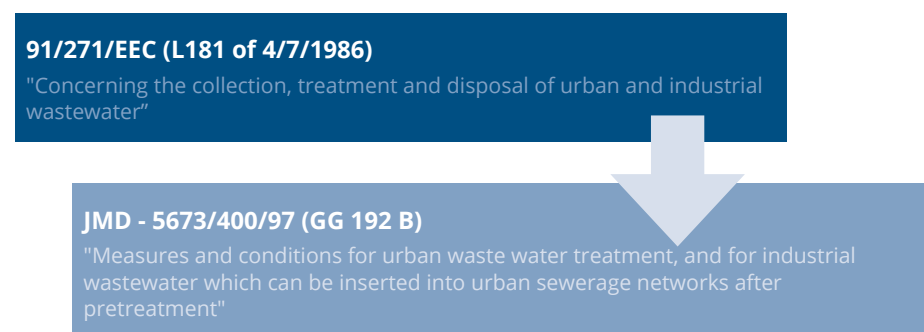 91/271/EEC (L181 of 4/7/1986)
"Concerning the collection, treatment and disposal of urban and industrial
wastewater”
JMD - 5673/400/97 (GG 192 B)
"Measures and conditions for urban waste water treatment, and for industrial
wastewater which can be inserted into urban sewerage networks after
pretreatment"